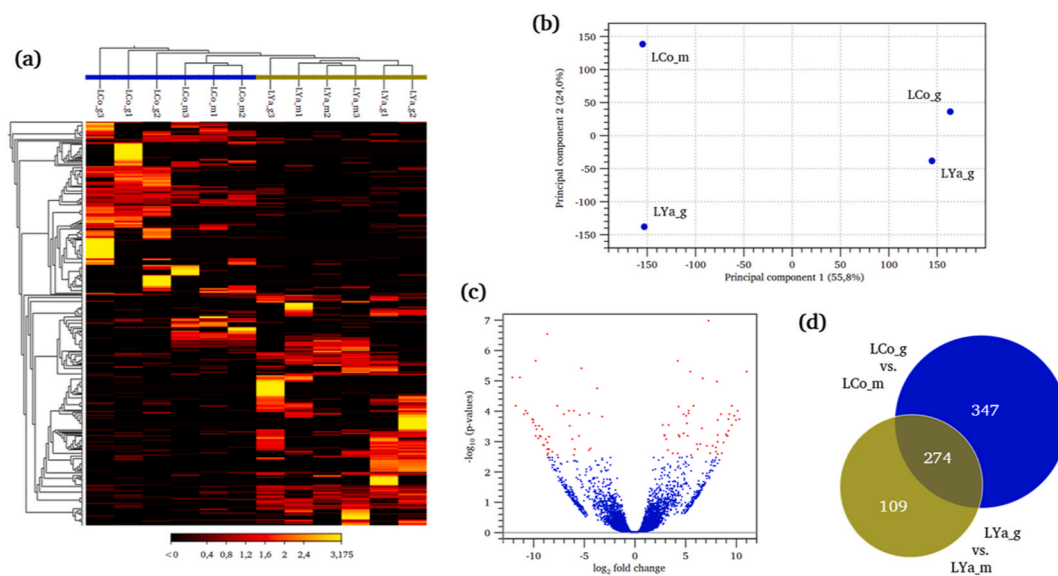 (a)
LCo_g3
LCo_g1
LCo_g2
LCo_m3
LCo_m1
LCo_m2
LYa_g3
LYa_m1
LYa_m2
LYa_m3
LYa_g1
LYa_g2
<0 0,4 0,8 1,2 1.6 2 2,4 3,175
(b)
Principal component 2 (24,0%)
150
100
50
0
-50
-100
-150
LCo_m
LCo_g
LYa_g
LYa_g
-150 -100 -50 0 50 100 150
Principal component 1 (55,8%)
(c)
-log10 (p-values)
-7
6
5
4
3
2
1
0
-10 -5 0 5 10
log2 fold change
(d)
LCo_g
vs.
LCo_m
347
274
109
LYa_g
vs.
LYa_m